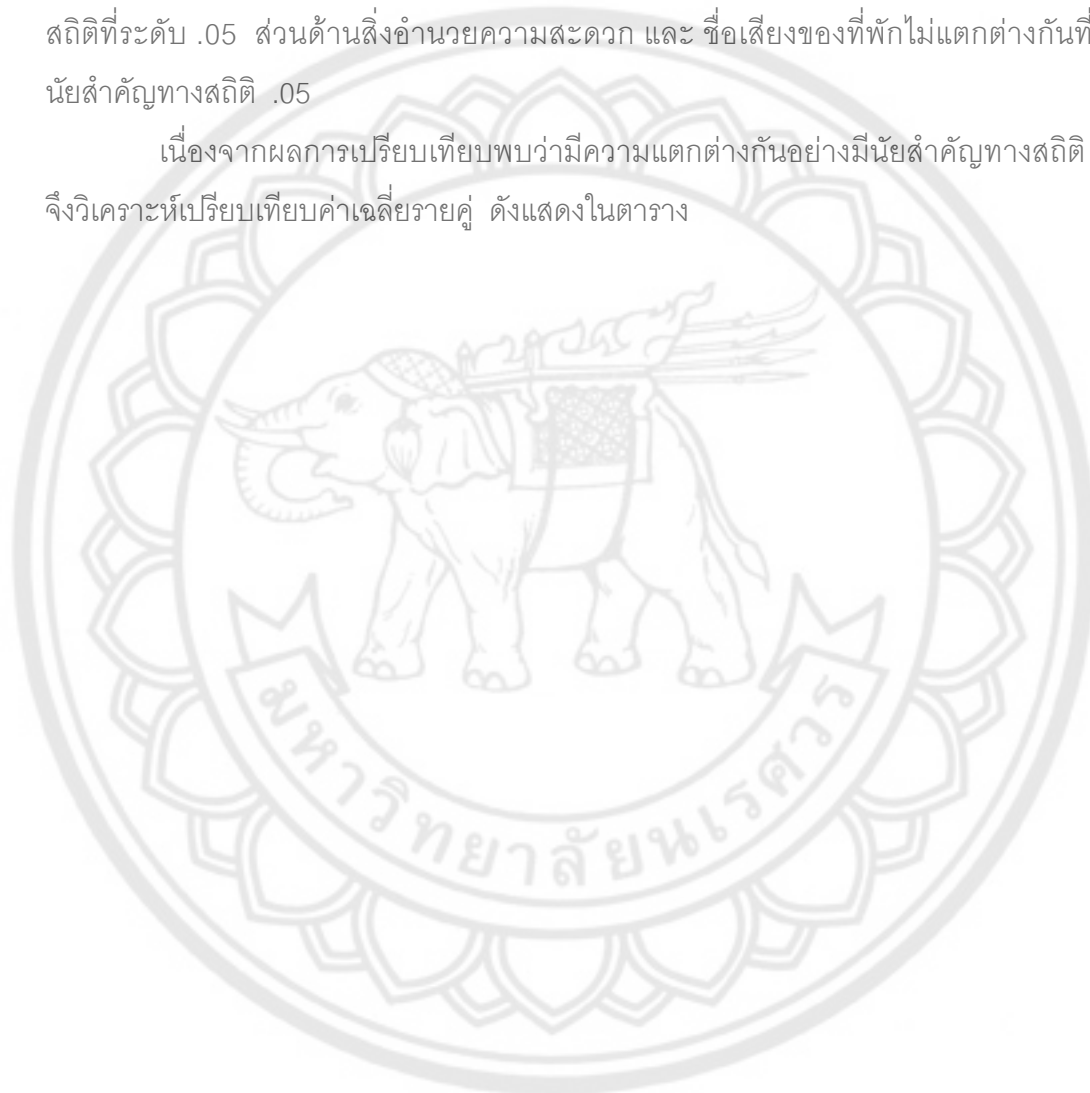 สถิติที่ระดับ .05 ส่วนด้านสิ่งอำนวยความสะดวก และ ชื่อเสียงของที่พักไม่แตกต่างกันที่
นัยสำคัญทางสถิติ .05
เนื่องจากผลการเปรียบเทียบพบว่ามีความแตกต่างกันอย่างมีนัยสำคัญทางสถิติ
จึงวิเคราะห์เปรียบเทียบค่าเฉลี่ยรายคู่ ดังแสดงในตาราง
มหาวิทยาลัยนเรศวร